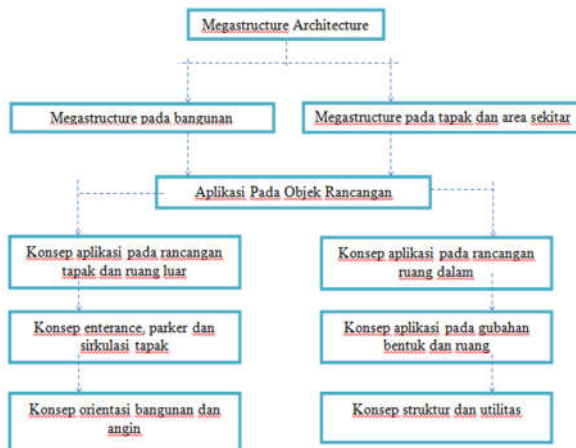 Megastructure Architecture
Megastructure pada bangunan
Megastructure pada tapak dan area sekitar
Aplikasi Pada Objek Rancangan
Konsep aplikasi pada rancangan
tapak dan ruang luar
Konsep aplikasi pada rancangan
ruang dalam
Konsep enterance, parker dan
sirkulasi tapak
Konsep aplikasi pada gubahan
bentuk dan ruang
Konsep orientasi bangunan dan
angin
Konsep struktur dan utilitas